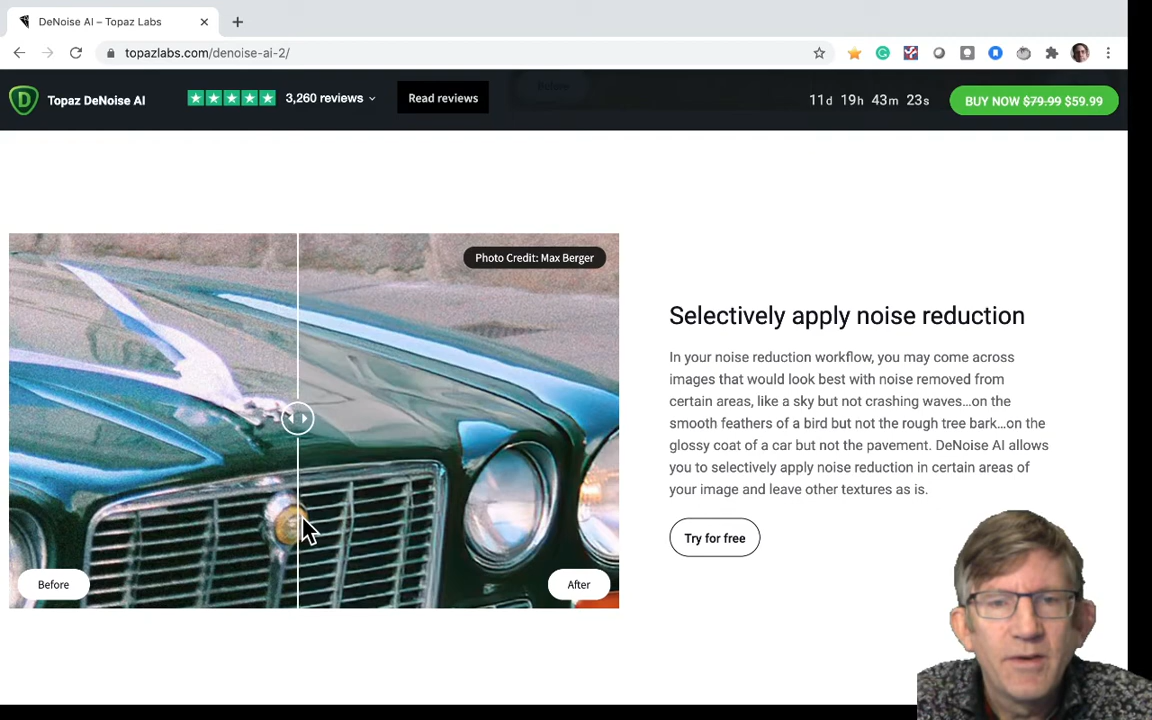 DeNoise AI – Topaz Labs
topazlabs.com/denoise-ai-2/
Topaz DeNoise AI
3,260 reviews
Read reviews
Before
11d 19h 43m 23s
BUY NOW $79.99 $59.99
Photo Credit: Max Berger
Before
After
Selectively apply noise reduction
In your noise reduction workflow, you may come across
images that would look best with noise removed from
certain areas, like a sky but not crashing waves…on the
smooth feathers of a bird but not the rough tree bark…on the
glossy coat of a car but not the pavement. DeNoise AI allows
you to selectively apply noise reduction in certain areas of
your image and leave other textures as is.
Try for free